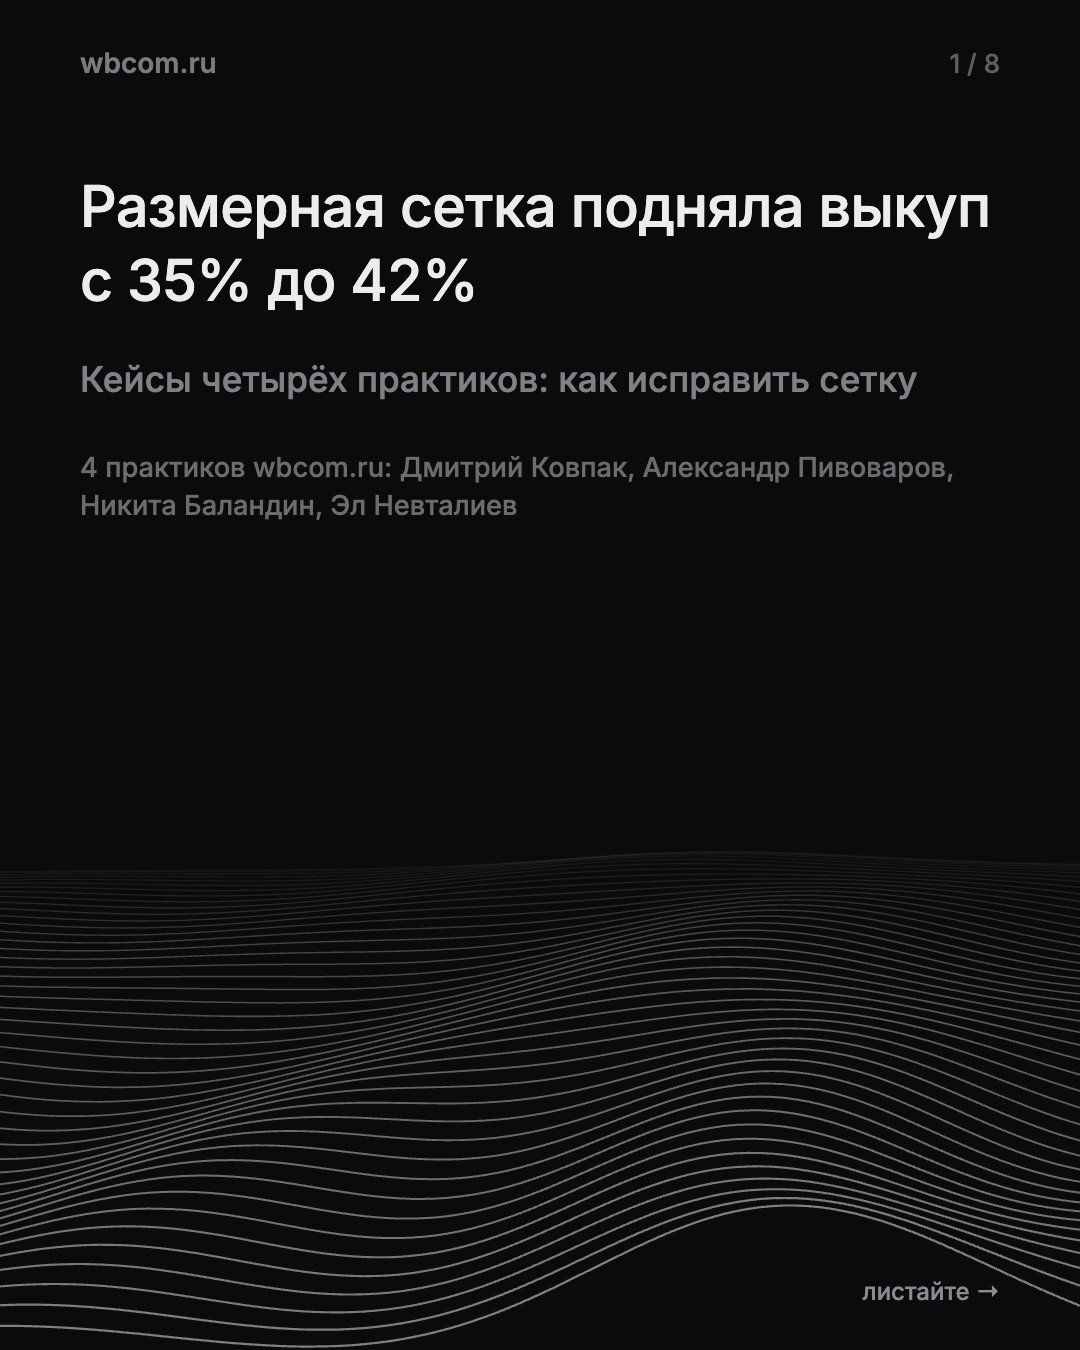 wbcom.ru
1 / 8
Размерная сетка подняла выкуп
с 35% до 42%
Кейсы четырёх практиков: как исправить сетку
4 практиков wbcom.ru: Дмитрий Ковпак, Александр Пивоваров,
Никита Баландин, Эл Невталиев
листайте →